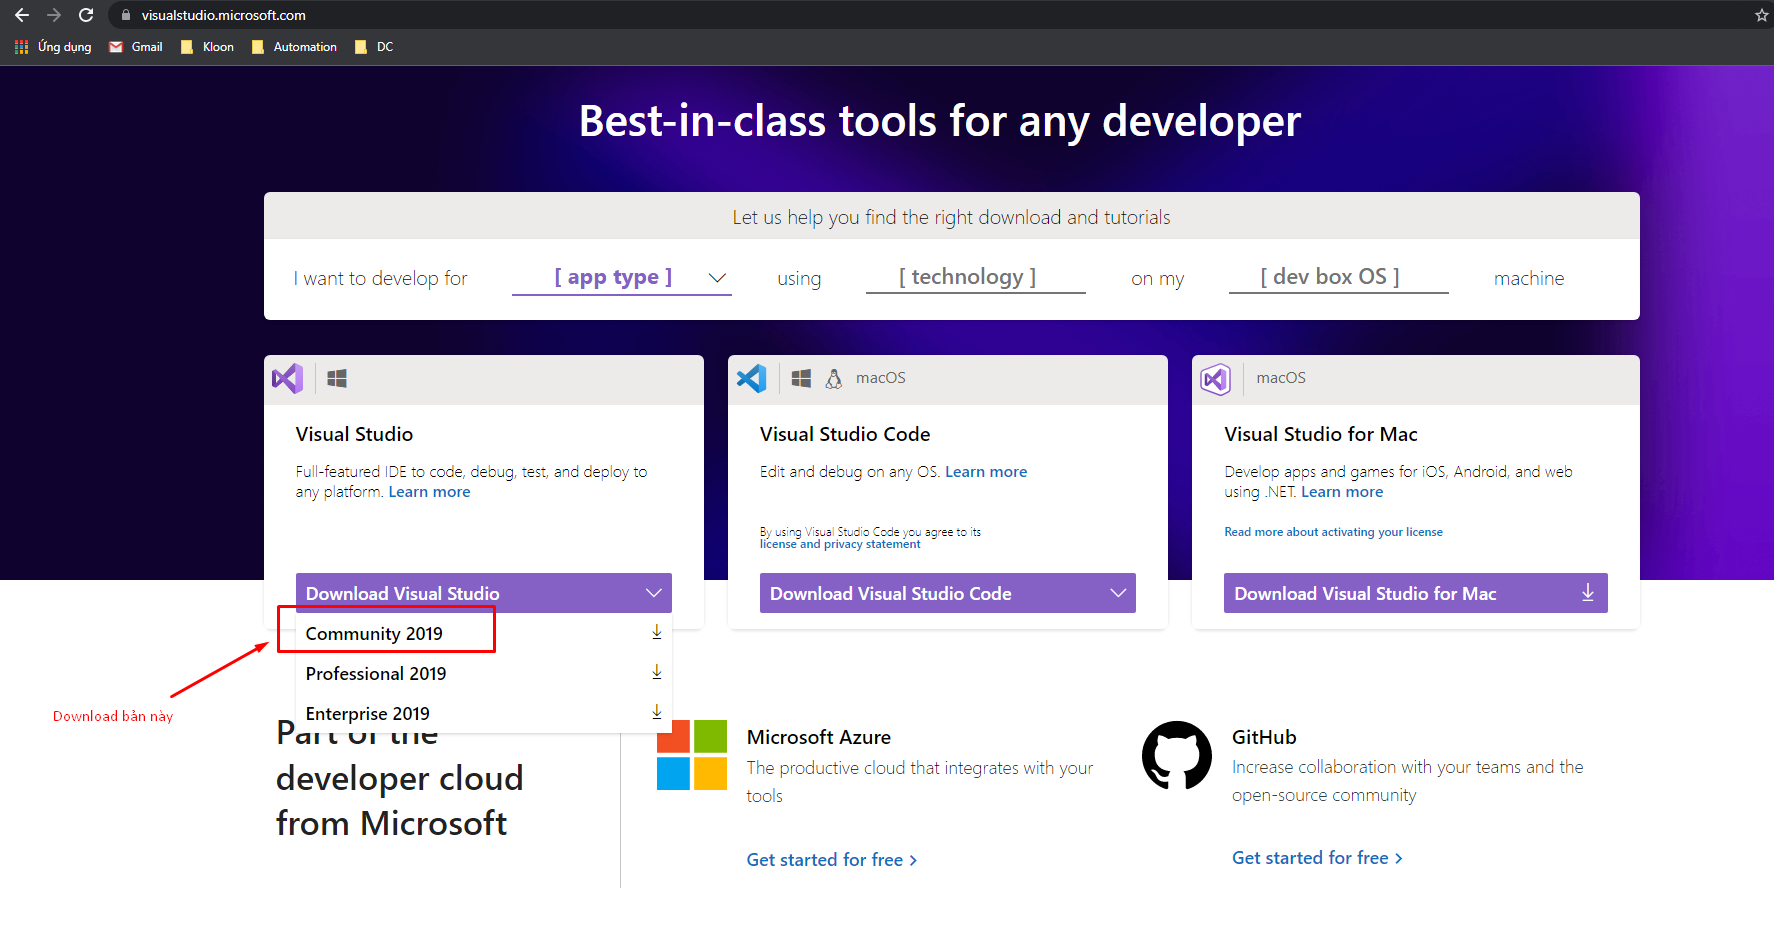 visualstudio.microsoft.com
Ứng dụng
Gmail
Kloon
Automation
DC
Best-in-class tools for any developer
Let us help you find the right download and tutorials
I want to develop for [ app type ] using [ technology ] on my [ dev box OS ] machine
macOS
macOS
Visual Studio
Full-featured IDE to code, debug, test, and deploy to
any platform. Learn more
Download Visual Studio
Community 2019
Professional 2019
Enterprise 2019
Visual Studio Code
Edit and debug on any OS. Learn more
By using Visual Studio Code you agree to its
license and privacy statement
Download Visual Studio Code
Visual Studio for Mac
Develop apps and games for iOS, Android, and web
using .NET. Learn more
Read more about activating your license
Download Visual Studio for Mac
Download bản này
Part of the
developer cloud
from Microsoft
Microsoft Azure
The productive cloud that integrates with your
tools
Get started for free >
GitHub
Increase collaboration with your teams and the
open-source community
Get started for free >